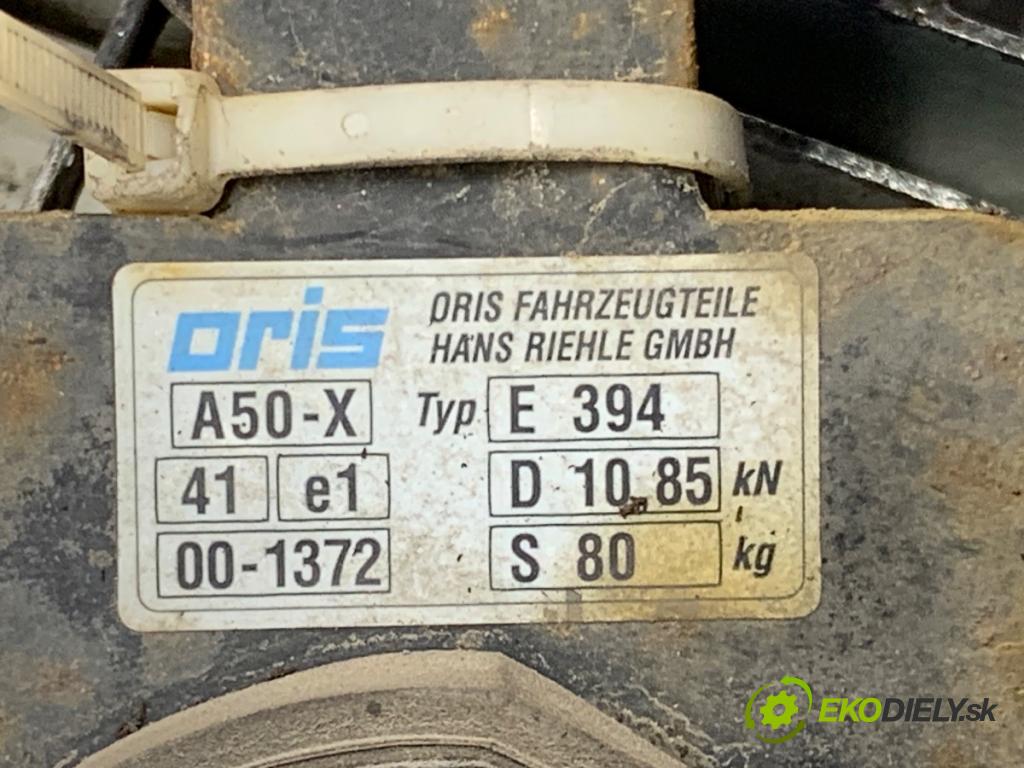 oris
ORIS FAHRZEUGTEILE
HANS RIEHLE GMBH
A50-X Typ E 394
41 e1 D 10,85 kN
00-1372 S 80 kg
EKODIELY.sk